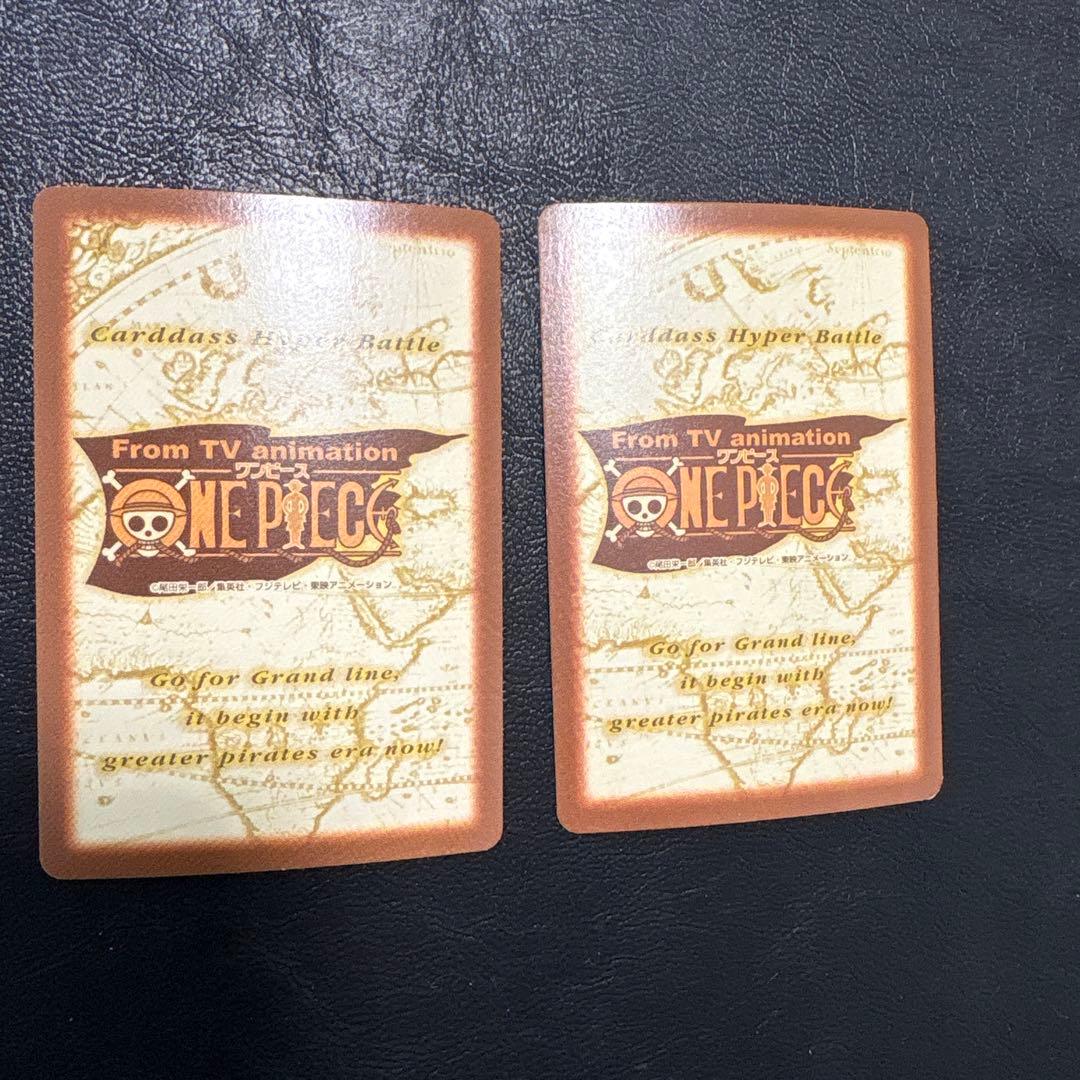 septentrio
Carddass Hyper Battle
From TV animation
ワンピース
ONE PIECE
©尾田栄一郎／集英社・フジテレビ・東映アニメーション
Go for Grand line,
it begin with
greater pirates era now!
septentrio
Carddass Hyper Battle
From TV animation
ワンピース
ONE PIECE
©尾田栄一郎／集英社・フジテレビ・東映アニメーション
Go for Grand line,
it begin with
greater pirates era now!